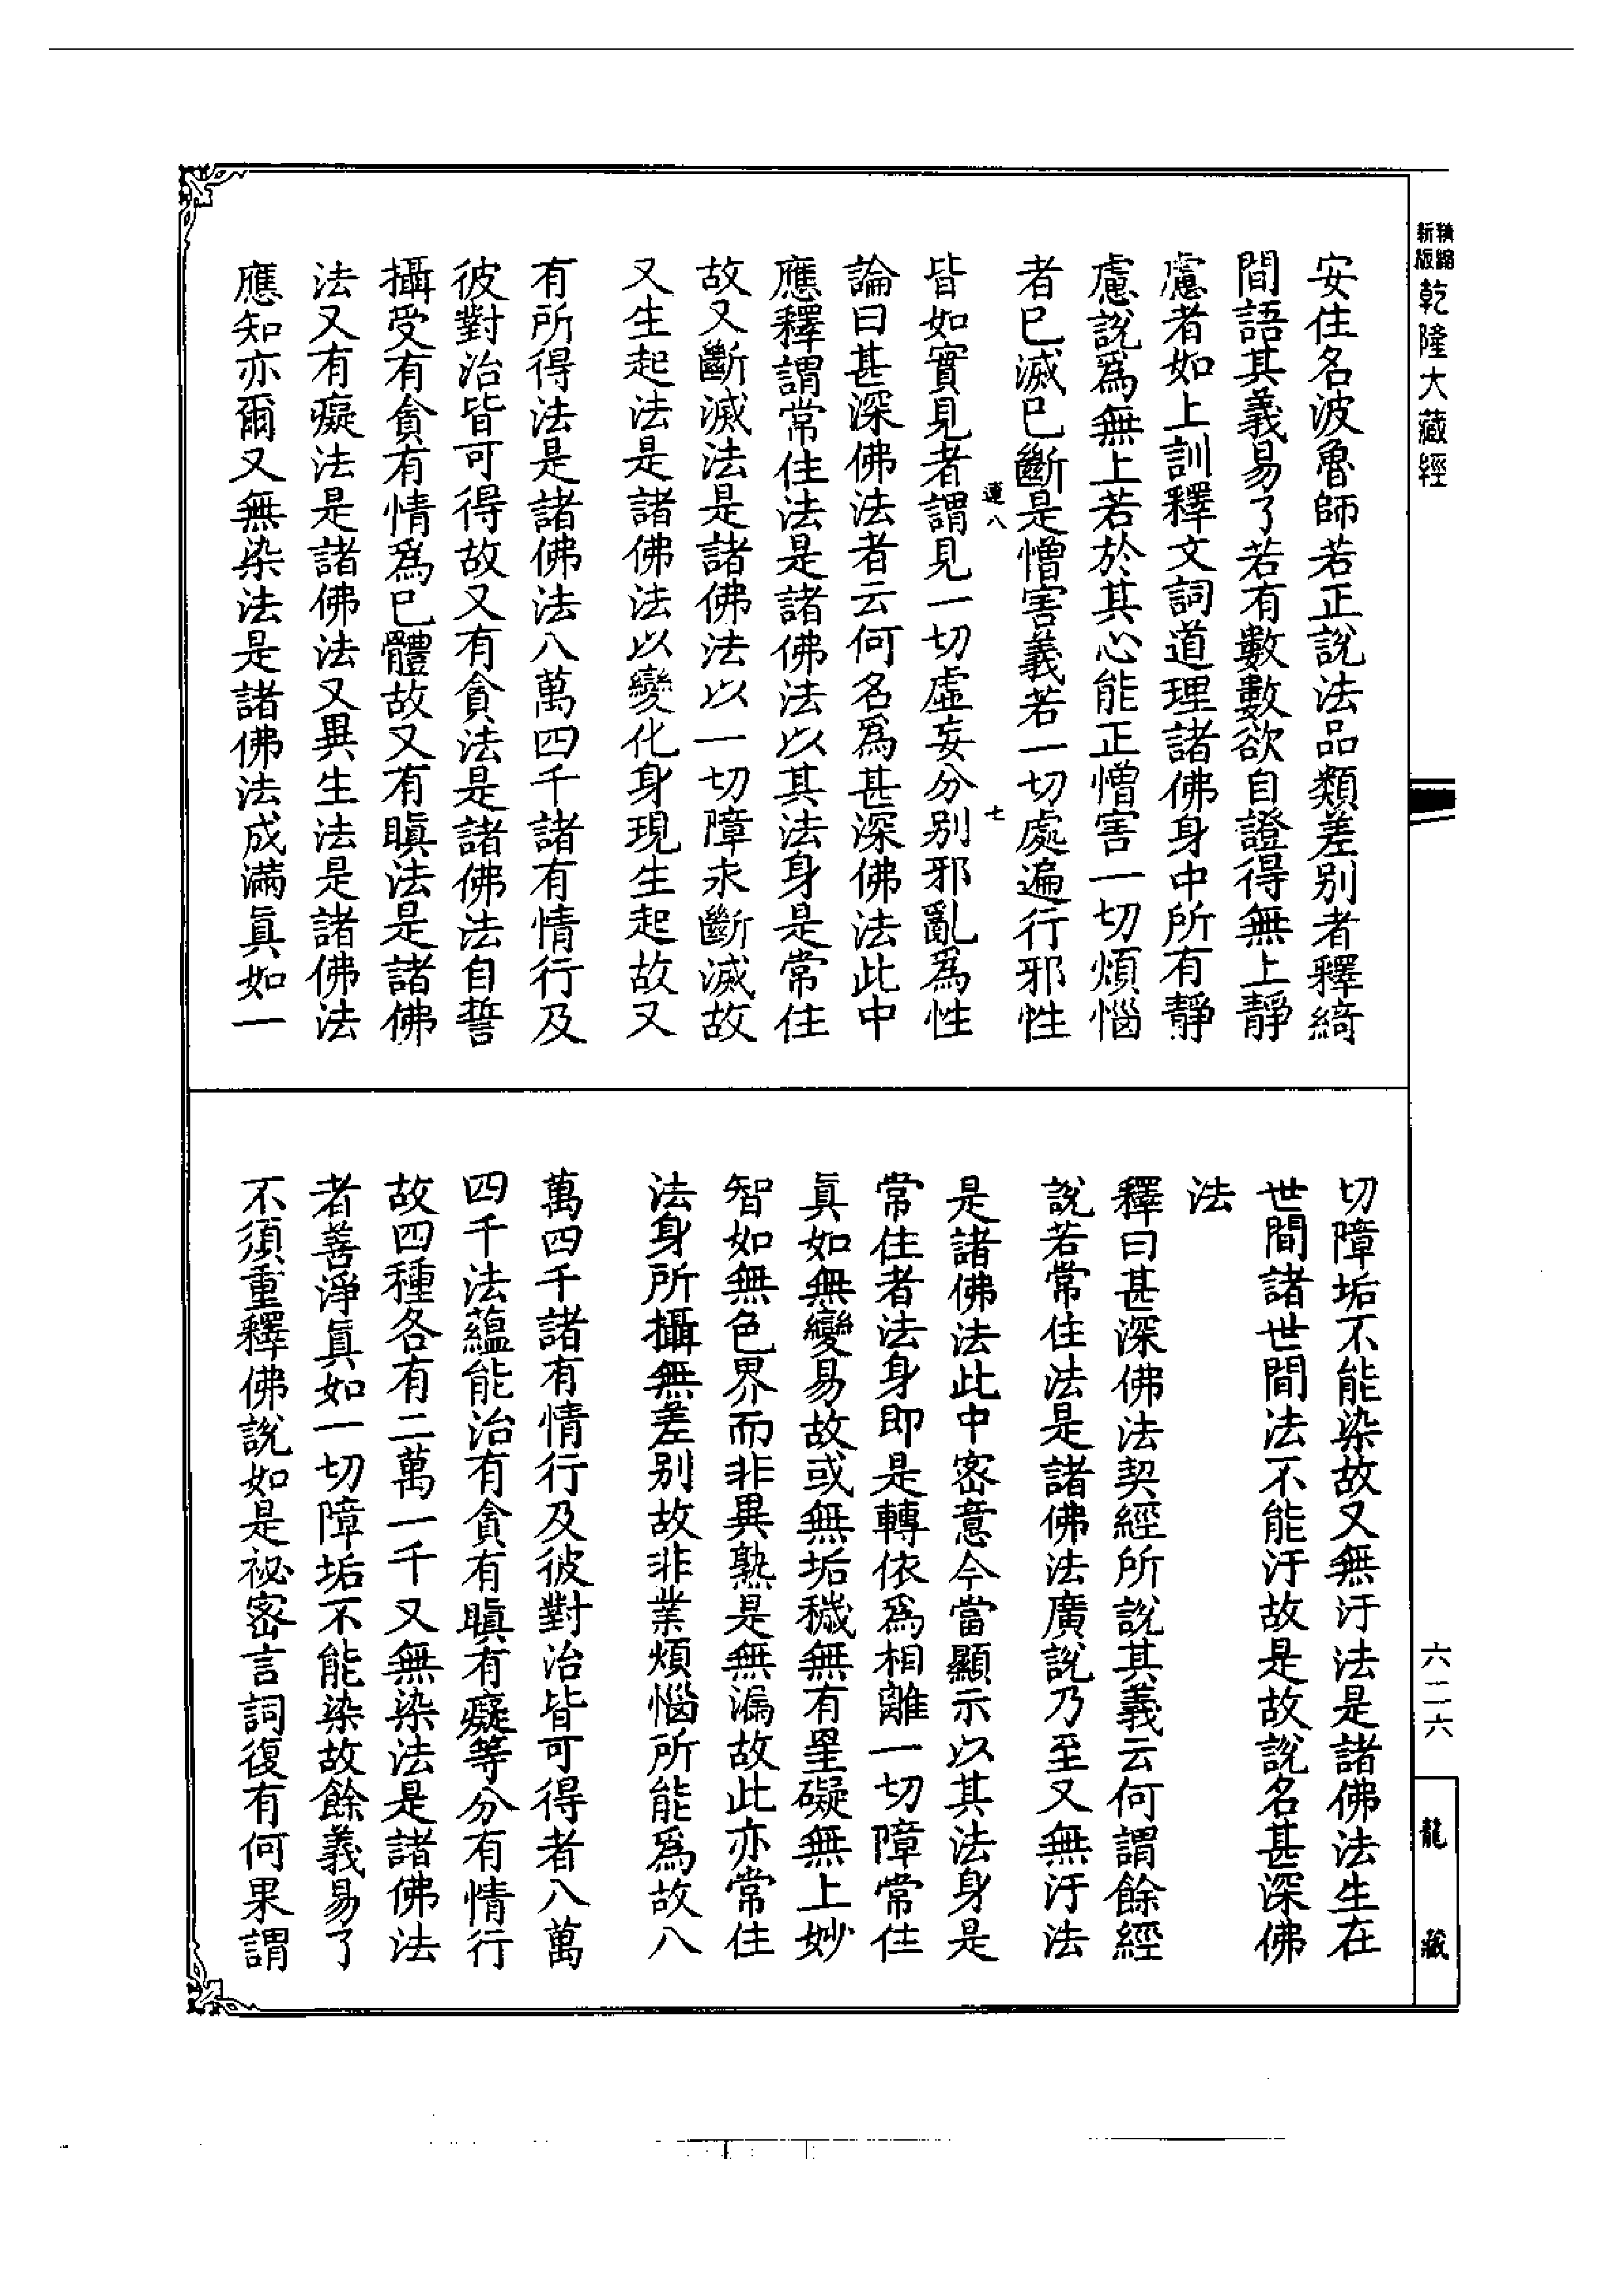 新版
精縮
乾隆大藏經
安住名波魯師若正說法品類差別者釋綺
間語其義易了若有數數欲自證得無上靜
慮者如上訓釋文詞道理諸佛身中所有靜
慮說爲無上若於其心能正憎害一切煩惱
者已滅已斷是憎害義若一切處遍行邪性
連八 七
皆如實見者謂見一切虛妄分別邪亂爲性
論曰甚深佛法者云何名爲甚深佛法此中
應釋謂常住法是諸佛法以其法身是常住
故又斷滅法是諸佛法以一切障永斷滅故
又生起法是諸佛法以變化身現生起故又
有所得法是諸佛法八萬四千諸有情行及
彼對治皆可得故又有貪法是諸佛法自誓
攝受有貪有情爲已體故又有瞋法是諸佛
法又有癡法是諸佛法又異生法是諸佛法
應知亦爾又無染法是諸佛法成滿眞如一
切障垢不能染故又無汙法是諸佛法生在
世間諸世間法不能汙故是故說名甚深佛
法
釋曰甚深佛法契經所說其義云何謂餘經
說若常住法是諸佛法廣說乃至又無汙法
是諸佛法此中密意今當顯示以其法身是
常住者法身即是轉依爲相離一切障常住
眞如無變易故或無垢穢無有罣礙無上妙
智如無色界而非異熟是無漏故此亦常住
法身所攝無差別故非業煩惱所能爲故八
萬四千諸有情行及彼對治皆可得者八萬
四千法蘊能治有貪有瞋有癡等分有情行
故四種各有二萬一千又無染法是諸佛法
者善淨眞如一切障垢不能染故餘義易了
不須重釋佛說如是祕密言詞復有何果謂
六二六
龍藏